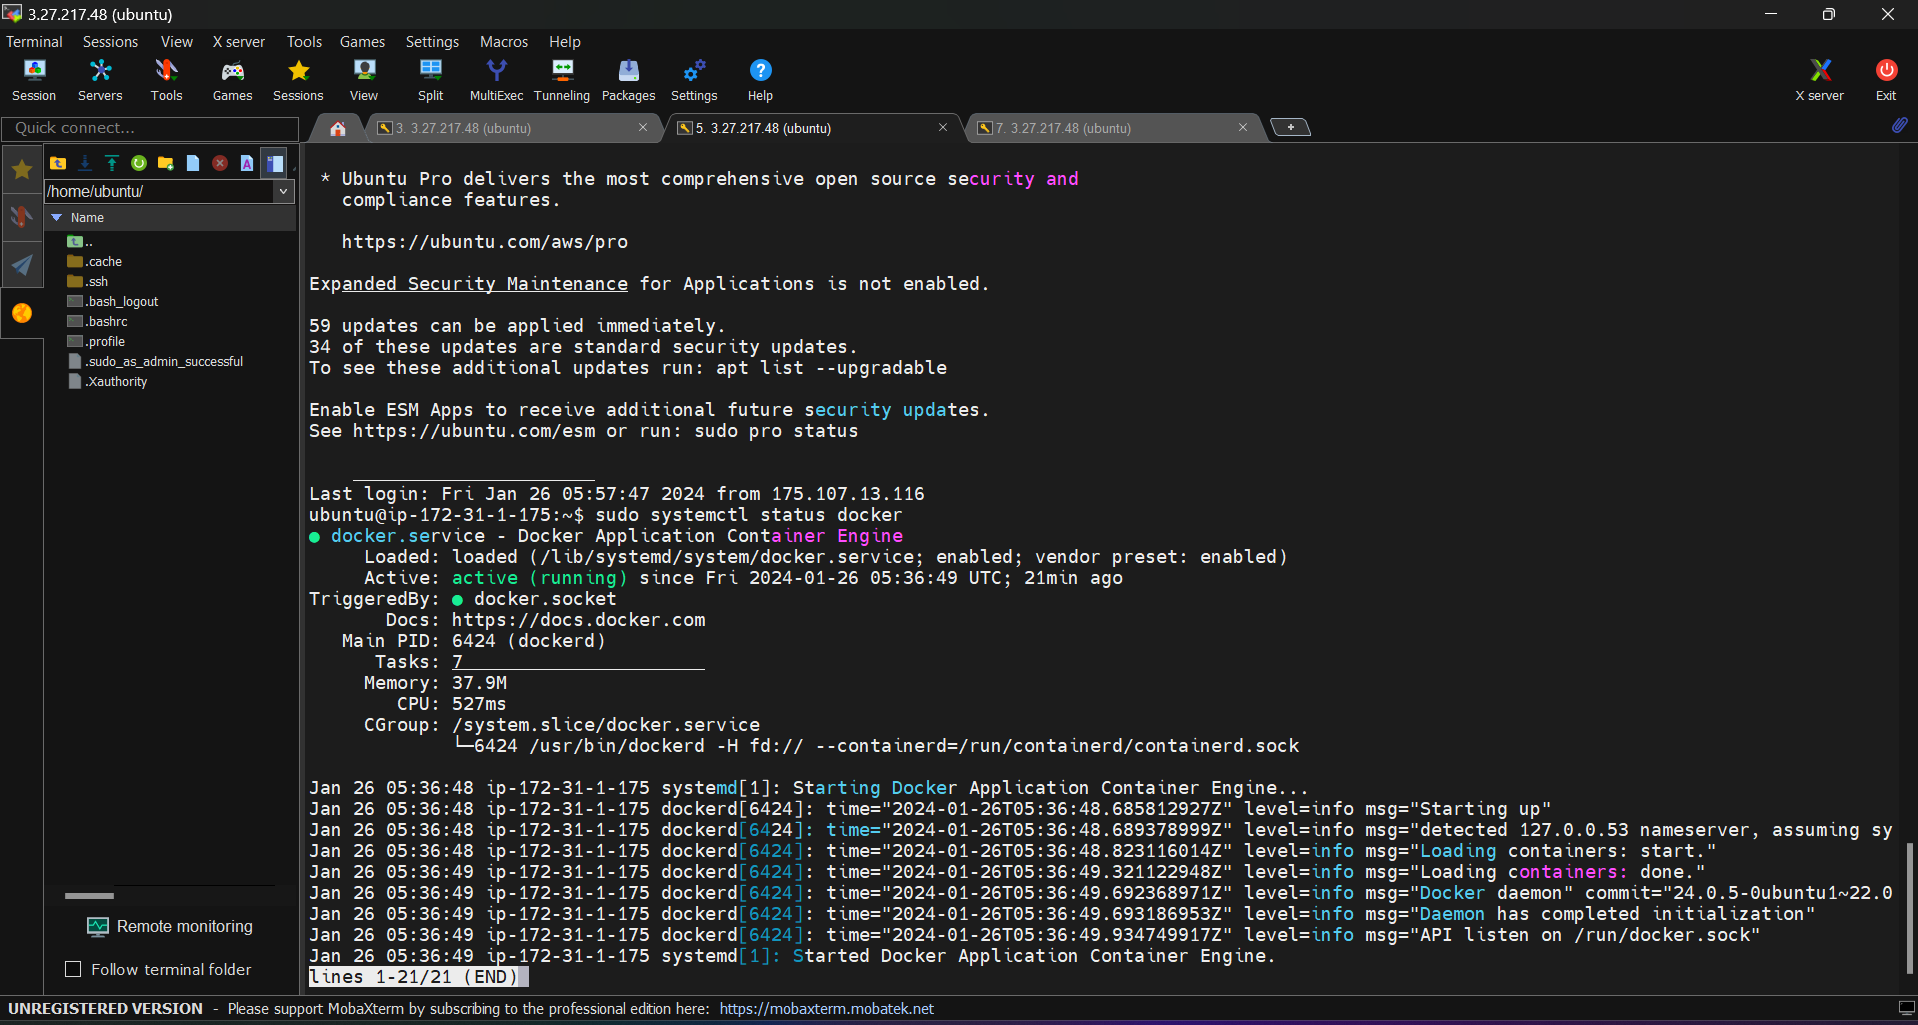 3.27.217.48 (ubuntu)
Terminal Sessions View X server Tools Games Settings Macros Help
Session Servers Tools Games Sessions View Split MultiExec Tunneling Packages Settings Help X server Exit
Quick connect...
3. 3.27.217.48 (ubuntu)
5. 3.27.217.48 (ubuntu)
7. 3.27.217.48 (ubuntu)
/home/ubuntu/
Name
..
.cache
.ssh
.bash_logout
.bashrc
.profile
.sudo_as_admin_successful
.Xauthority
Remote monitoring
Follow terminal folder
* Ubuntu Pro delivers the most comprehensive open source security and
compliance features.
https://ubuntu.com/aws/pro
Expanded Security Maintenance for Applications is not enabled.
59 updates can be applied immediately.
34 of these updates are standard security updates.
To see these additional updates run: apt list --upgradable
Enable ESM Apps to receive additional future security updates.
See https://ubuntu.com/esm or run: sudo pro status
Last login: Fri Jan 26 05:57:47 2024 from 175.107.13.116
ubuntu@ip-172-31-1-175:~$ sudo systemctl status docker
● docker.service - Docker Application Container Engine
Loaded: loaded (/lib/systemd/system/docker.service; enabled; vendor preset: enabled)
Active: active (running) since Fri 2024-01-26 05:36:49 UTC; 21min ago
TriggeredBy: ● docker.socket
Docs: https://docs.docker.com
Main PID: 6424 (dockerd)
Tasks: 7
Memory: 37.9M
CPU: 527ms
CGroup: /system.slice/docker.service
└─6424 /usr/bin/dockerd -H fd:// --containerd=/run/containerd/containerd.sock
Jan 26 05:36:48 ip-172-31-1-175 systemd[1]: Starting Docker Application Container Engine...
Jan 26 05:36:48 ip-172-31-1-175 dockerd[6424]: time="2024-01-26T05:36:48.685812927Z" level=info msg="Starting up"
Jan 26 05:36:48 ip-172-31-1-175 dockerd[6424]: time="2024-01-26T05:36:48.689378999Z" level=info msg="detected 127.0.0.53 nameserver, assuming sy
Jan 26 05:36:48 ip-172-31-1-175 dockerd[6424]: time="2024-01-26T05:36:48.823116014Z" level=info msg="Loading containers: start."
Jan 26 05:36:49 ip-172-31-1-175 dockerd[6424]: time="2024-01-26T05:36:49.321122948Z" level=info msg="Loading containers: done."
Jan 26 05:36:49 ip-172-31-1-175 dockerd[6424]: time="2024-01-26T05:36:49.692368971Z" level=info msg="Docker daemon" commit="24.0.5-0ubuntu1~22.0
Jan 26 05:36:49 ip-172-31-1-175 dockerd[6424]: time="2024-01-26T05:36:49.693186953Z" level=info msg="Daemon has completed initialization"
Jan 26 05:36:49 ip-172-31-1-175 dockerd[6424]: time="2024-01-26T05:36:49.934749917Z" level=info msg="API listen on /run/docker.sock"
Jan 26 05:36:49 ip-172-31-1-175 systemd[1]: Started Docker Application Container Engine.
lines 1-21/21 (END)
UNREGISTERED VERSION - Please support MobaXterm by subscribing to the professional edition here: https://mobaxterm.mobatek.net